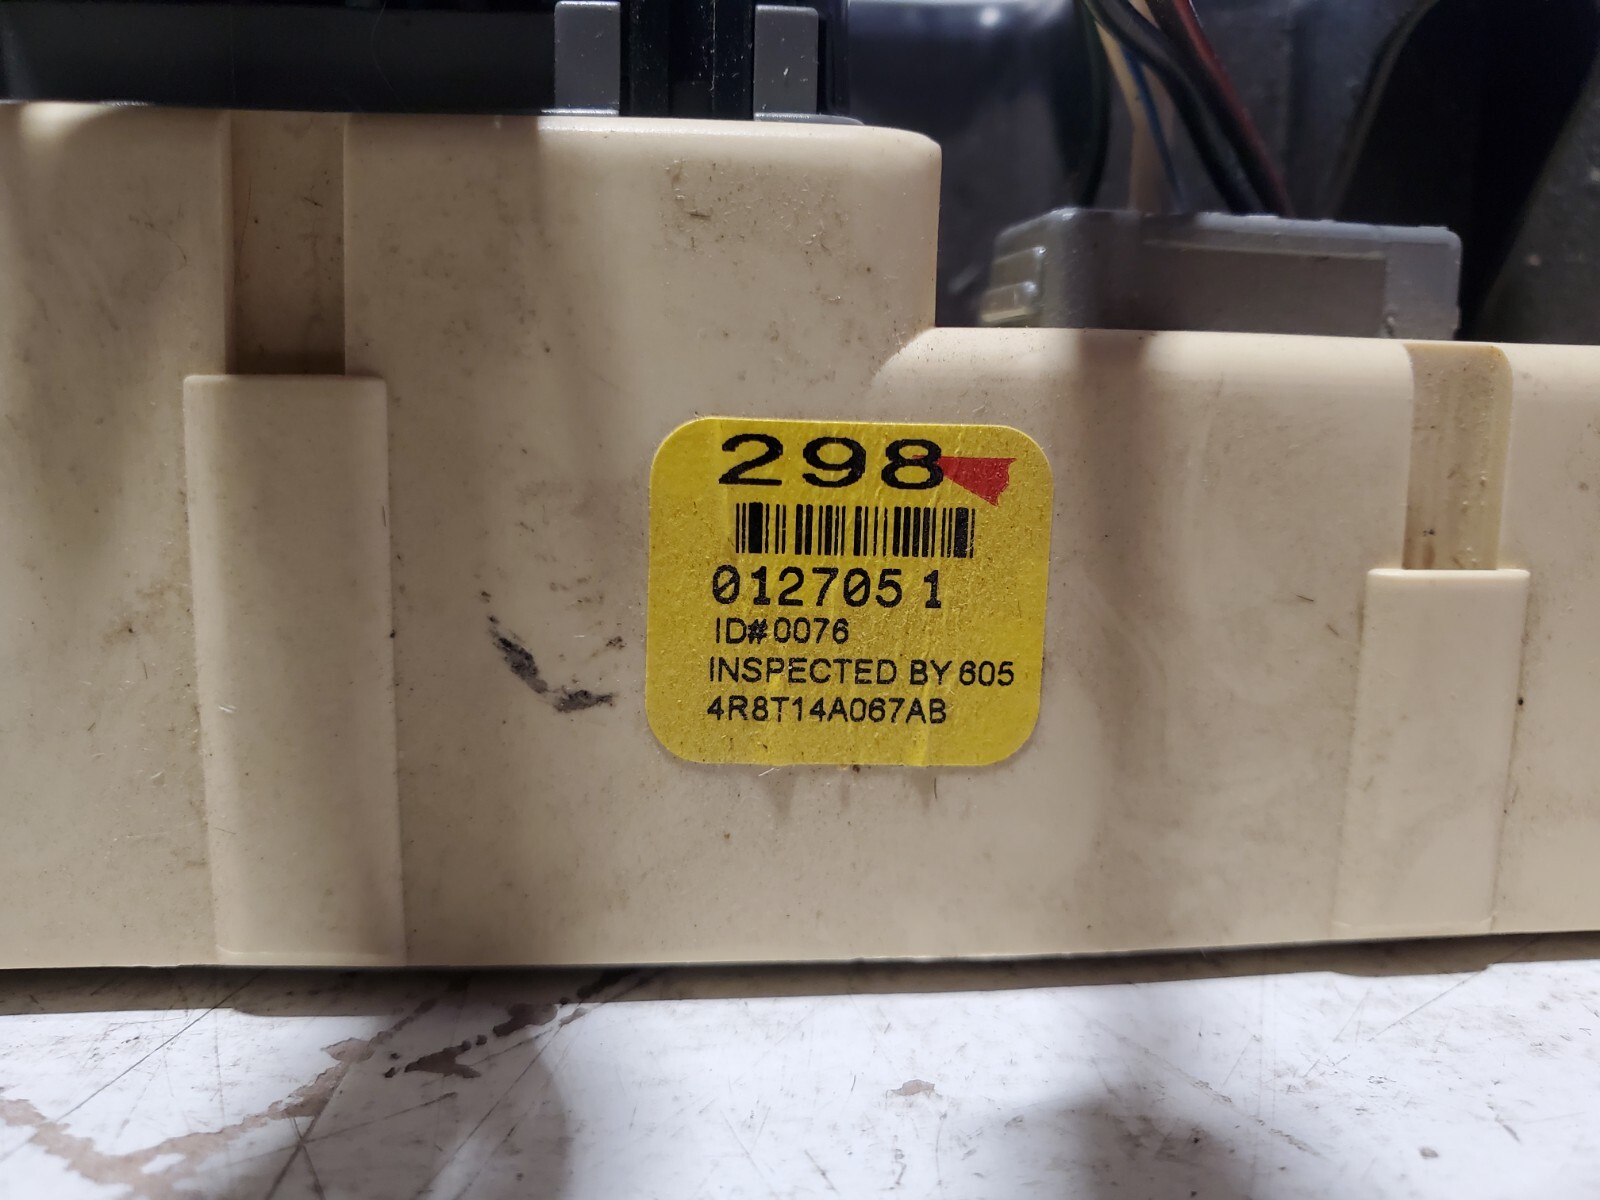 298
0127051
ID#0076
INSPECTED BY 605
4R8T14A067AB